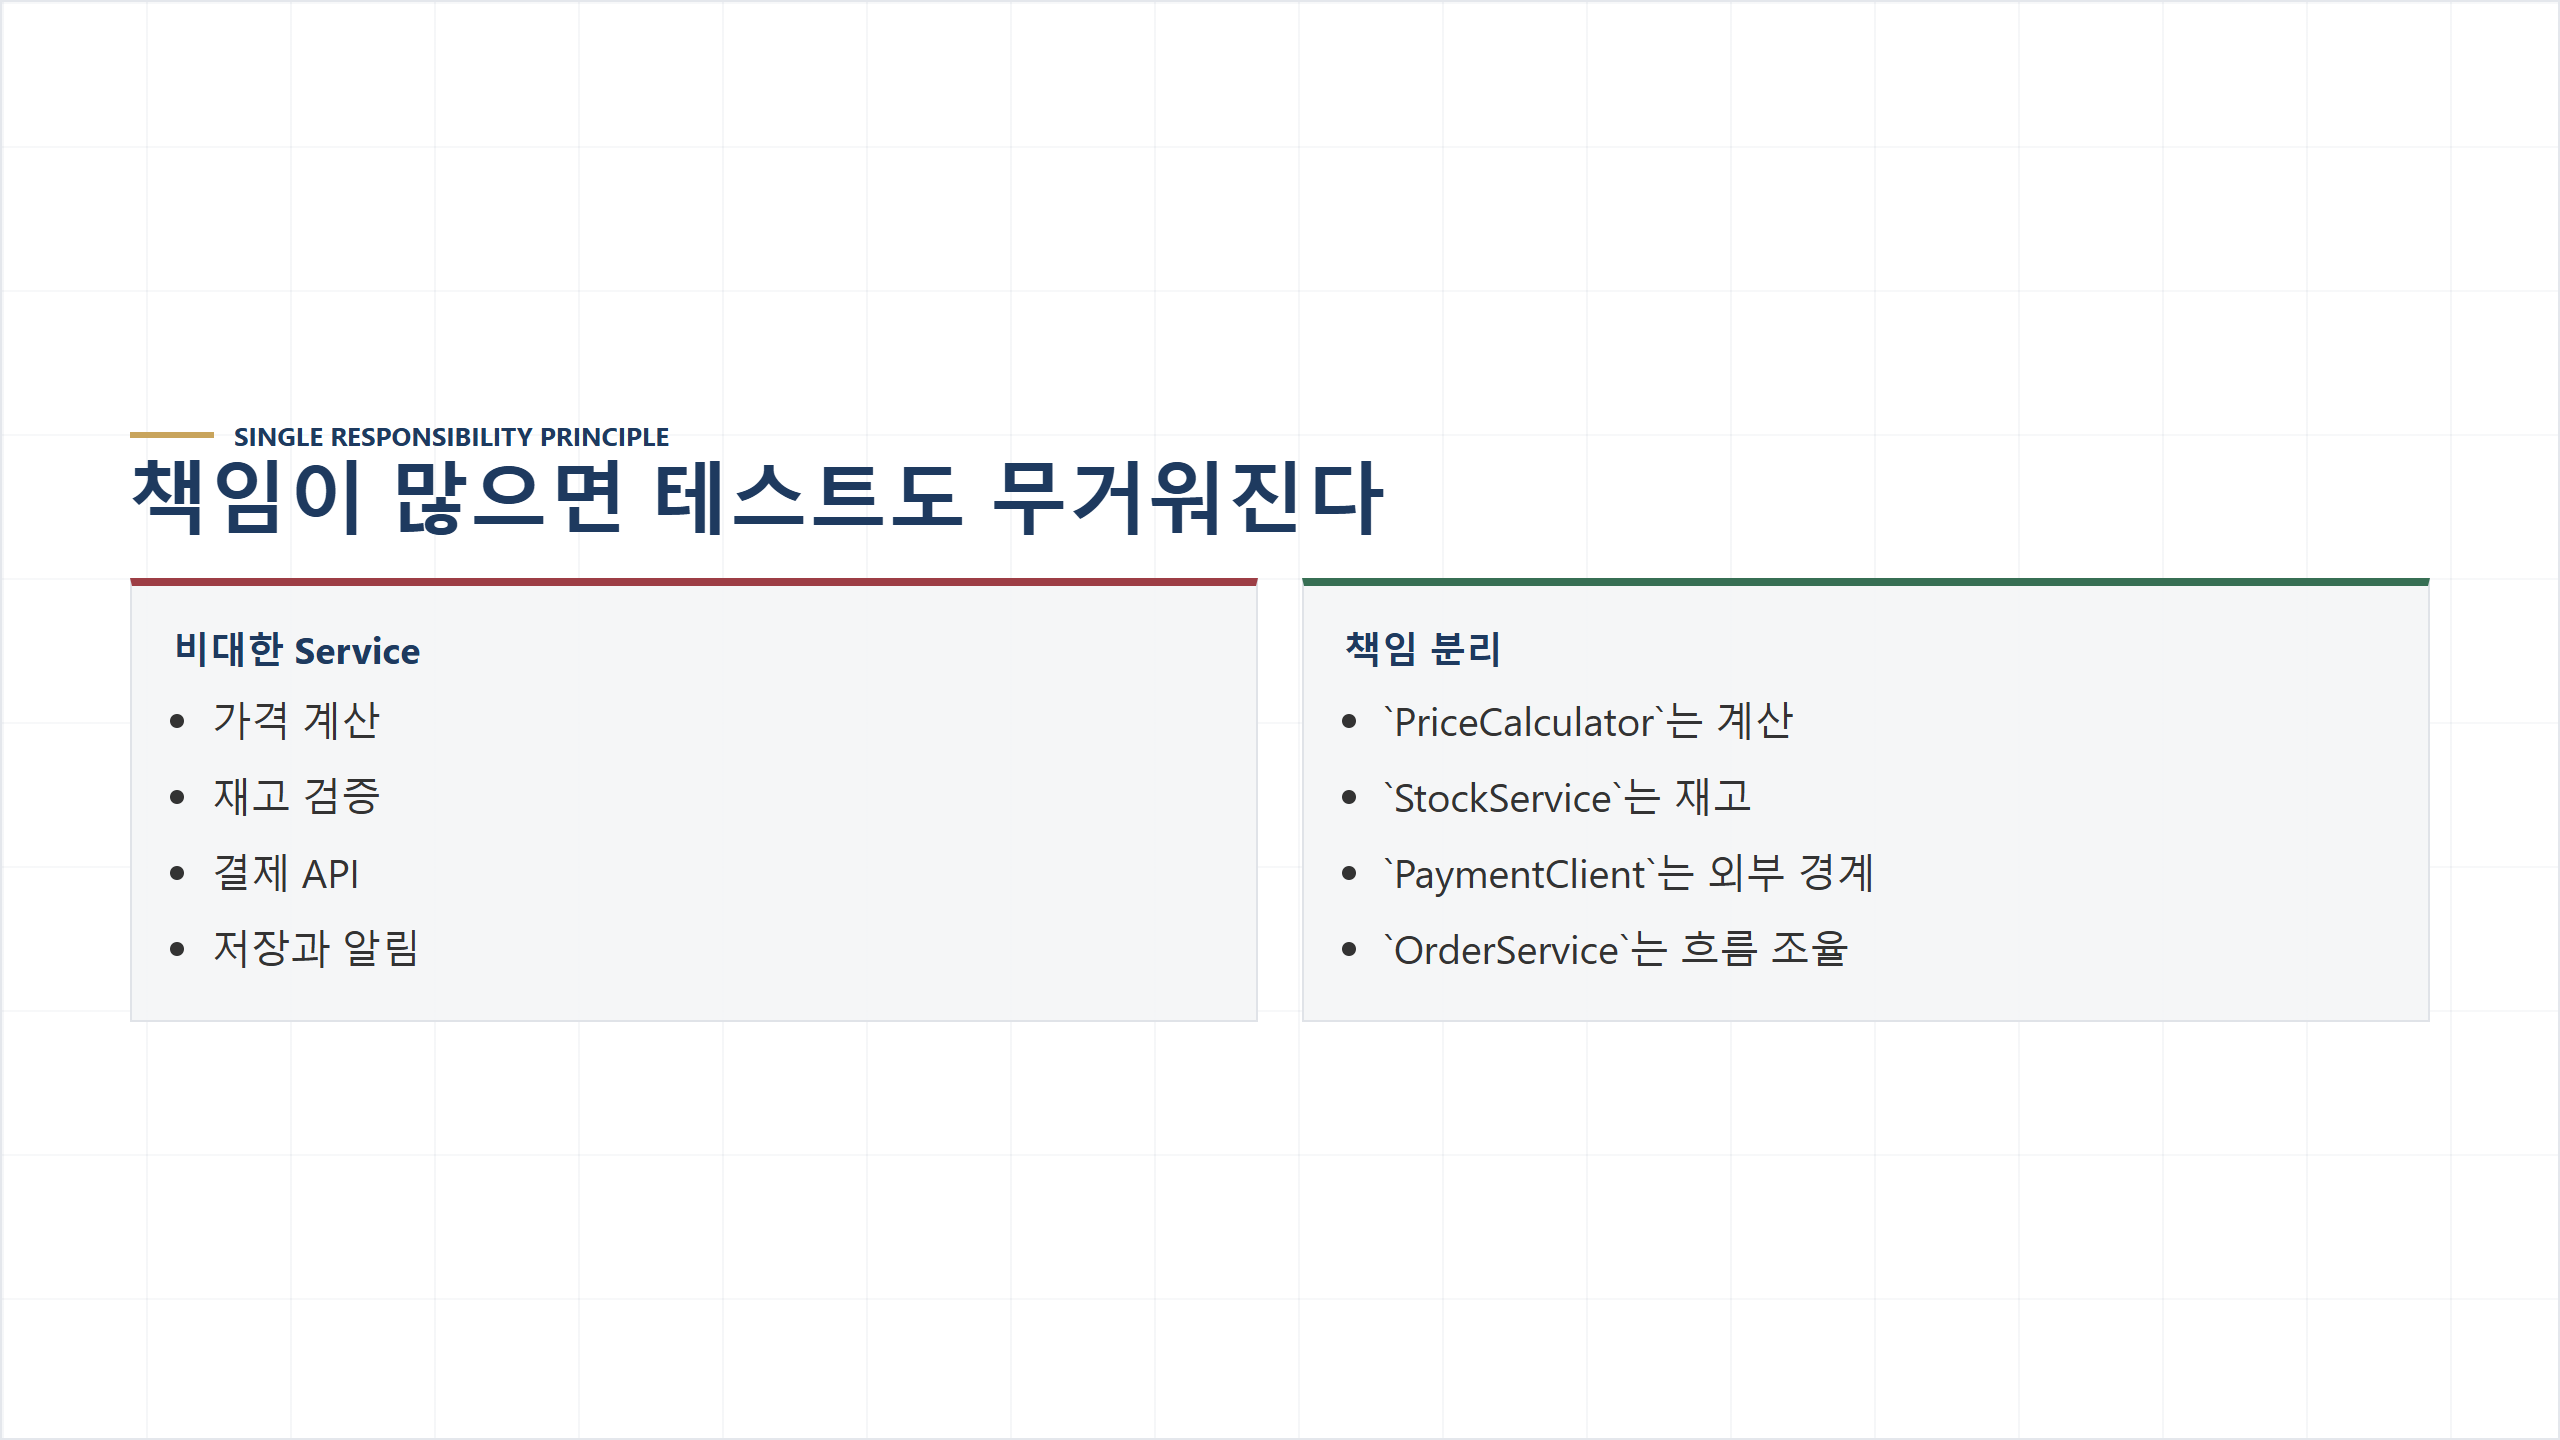 SINGLE RESPONSIBILITY PRINCIPLE
책임이 많으면 테스트도 무거워진다
비대한 Service
• 가격 계산
• 재고 검증
• 결제 API
• 저장과 알림
책임 분리
• `PriceCalculator`는 계산
• `StockService`는 재고
• `PaymentClient`는 외부 경계
• `OrderService`는 흐름 조율